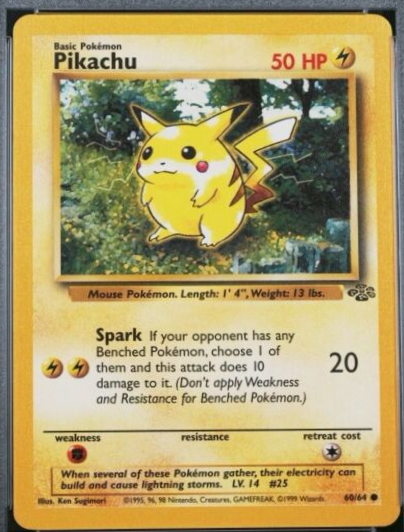 Basic Pokémon
Pikachu
50 HP
Mouse Pokémon. Length: 1' 4", Weight: 13 lbs.
Spark If your opponent has any
Benched Pokémon, choose 1 of
them and this attack does 10
damage to it. (Don't apply Weakness
and Resistance for Benched Pokémon.)
20
weakness
resistance
retreat cost
When several of these Pokémon gather, their electricity can
build and cause lightning storms. LV. 14 #25
Illus. Ken Sugimori
©1995, 96, 98 Nintendo, Creatures, GAMEFREAK. ©1999 Wizards.
60/64